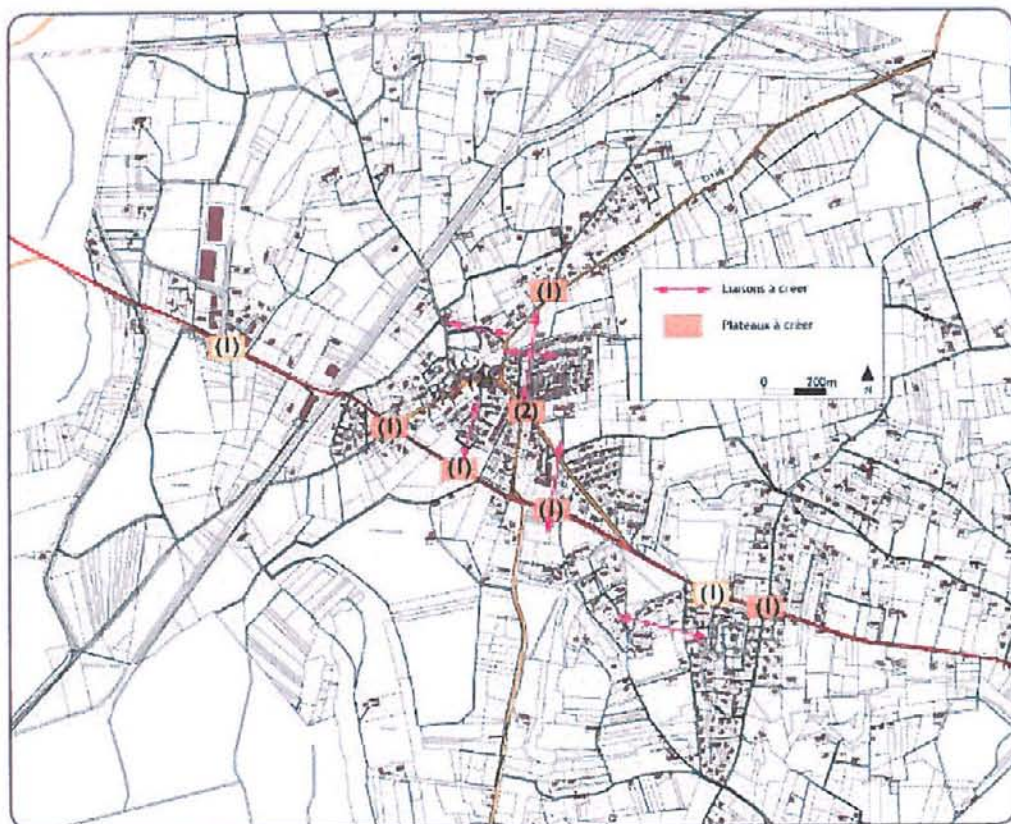 (1)
Liaisons à créer
Plateaux à créer
0 200m
N
(1)
(2)
(1)
(1)
(1)
(1)
(1)